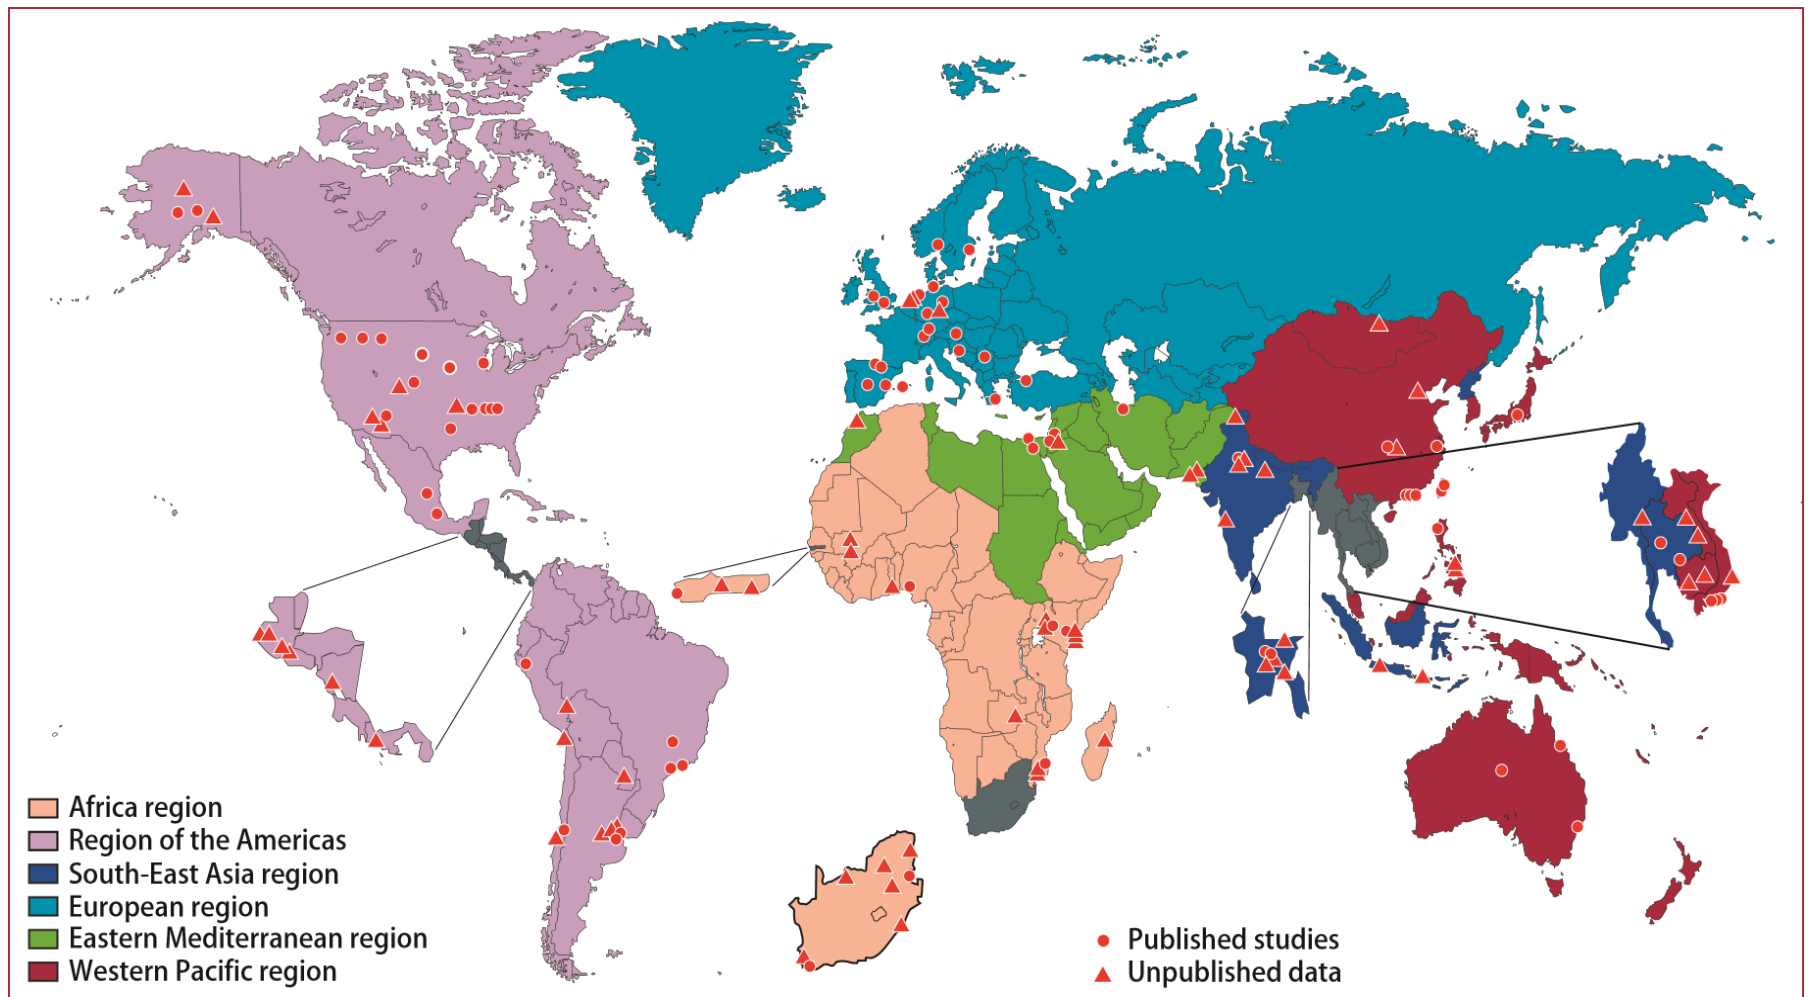 Africa region
Region of the Americas
South-East Asia region
European region
Eastern Mediterranean region
Western Pacific region
Published studies
Unpublished data